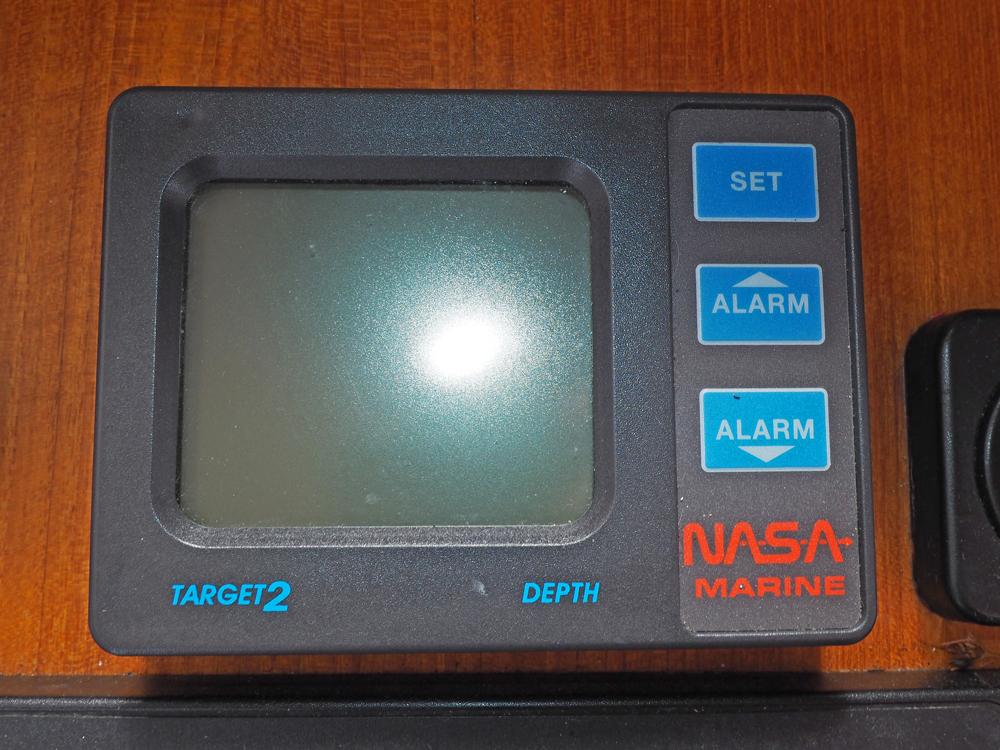 SET
ALARM
ALARM
NASA
MARINE
TARGET2
DEPTH